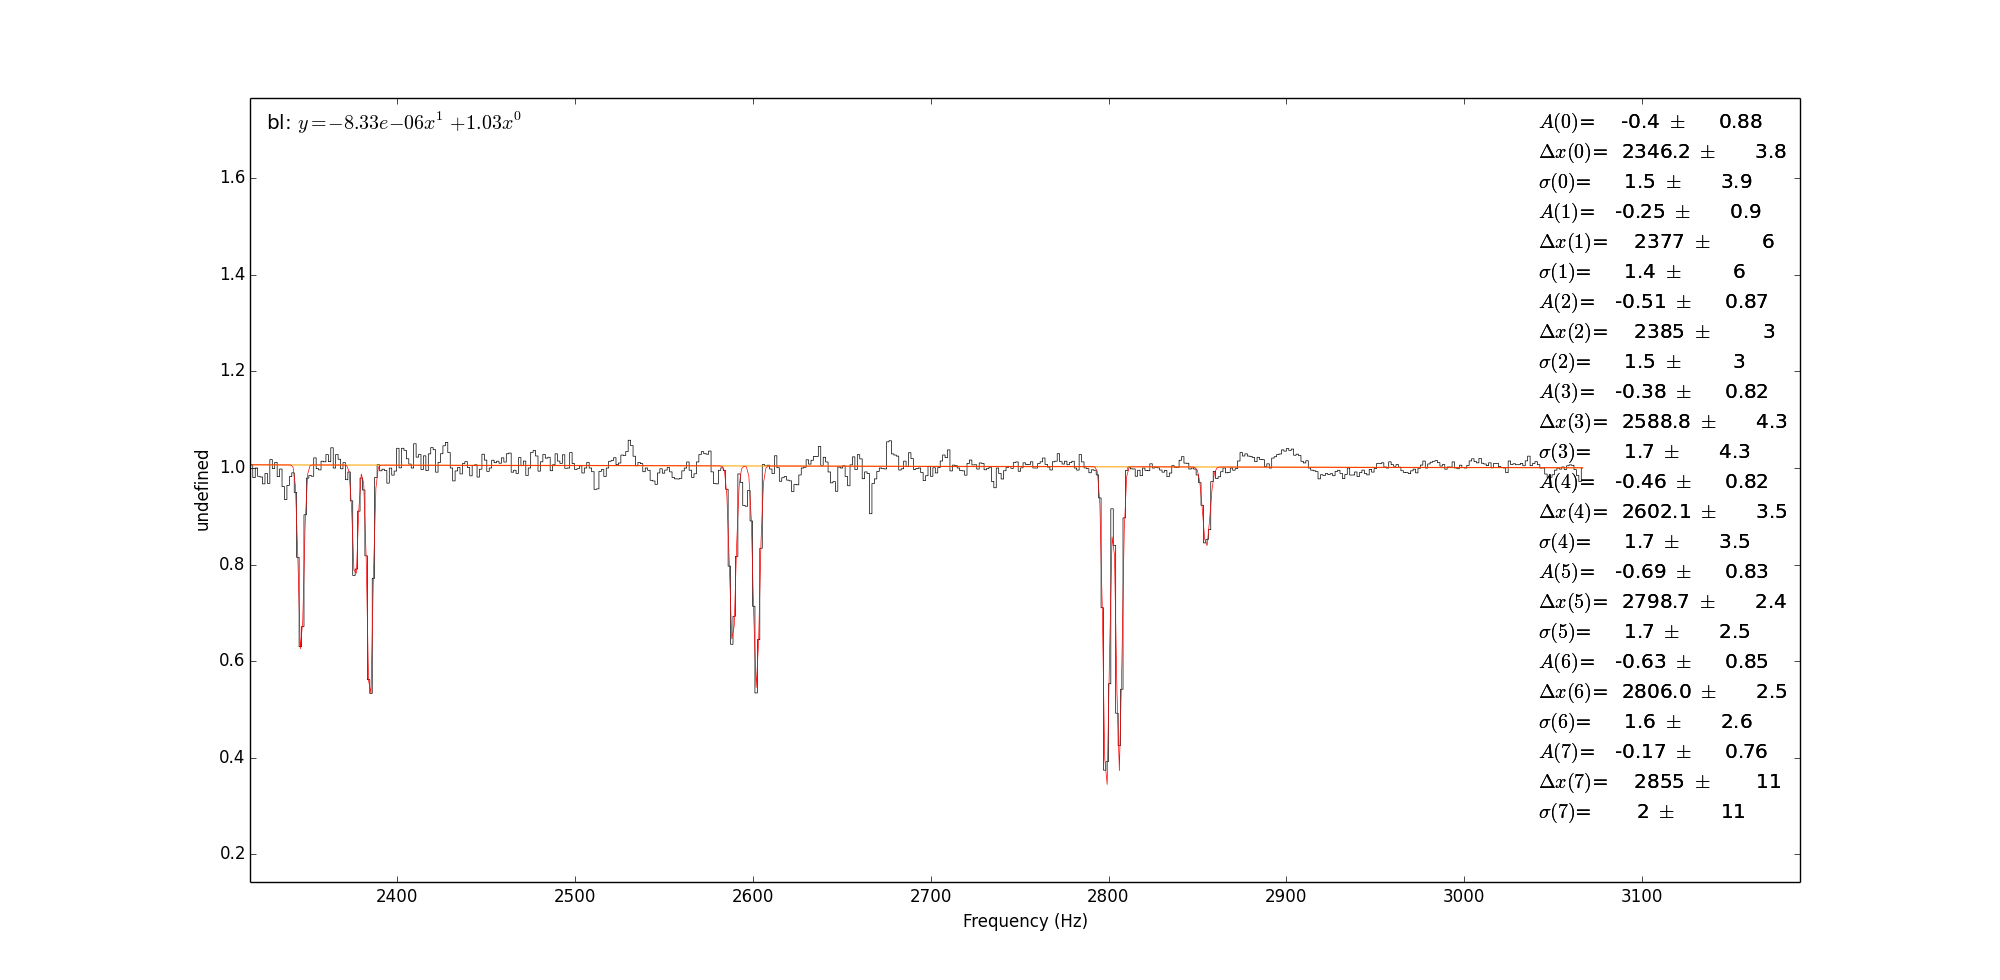 bl: y=−8.33e−06x¹ +1.03x⁰
A(0)= -0.4 ± 0.88
Δx(0)= 2346.2 ± 3.8
σ(0)= 1.5 ± 3.9
A(1)= -0.25 ± 0.9
Δx(1)= 2377 ± 6
σ(1)= 1.4 ± 6
A(2)= -0.51 ± 0.87
Δx(2)= 2385 ± 3
σ(2)= 1.5 ± 3
A(3)= -0.38 ± 0.82
Δx(3)= 2588.8 ± 4.3
σ(3)= 1.7 ± 4.3
A(4)= -0.46 ± 0.82
Δx(4)= 2602.1 ± 3.5
σ(4)= 1.7 ± 3.5
A(5)= -0.69 ± 0.83
Δx(5)= 2798.7 ± 2.4
σ(5)= 1.7 ± 2.5
A(6)= -0.63 ± 0.85
Δx(6)= 2806.0 ± 2.5
σ(6)= 1.6 ± 2.6
A(7)= -0.17 ± 0.76
Δx(7)= 2855 ± 11
σ(7)= 2 ± 11
1.6
1.4
1.2
1.0
0.8
0.6
0.4
0.2
undefined
2400 2500 2600 2700 2800 2900 3000 3100
Frequency (Hz)